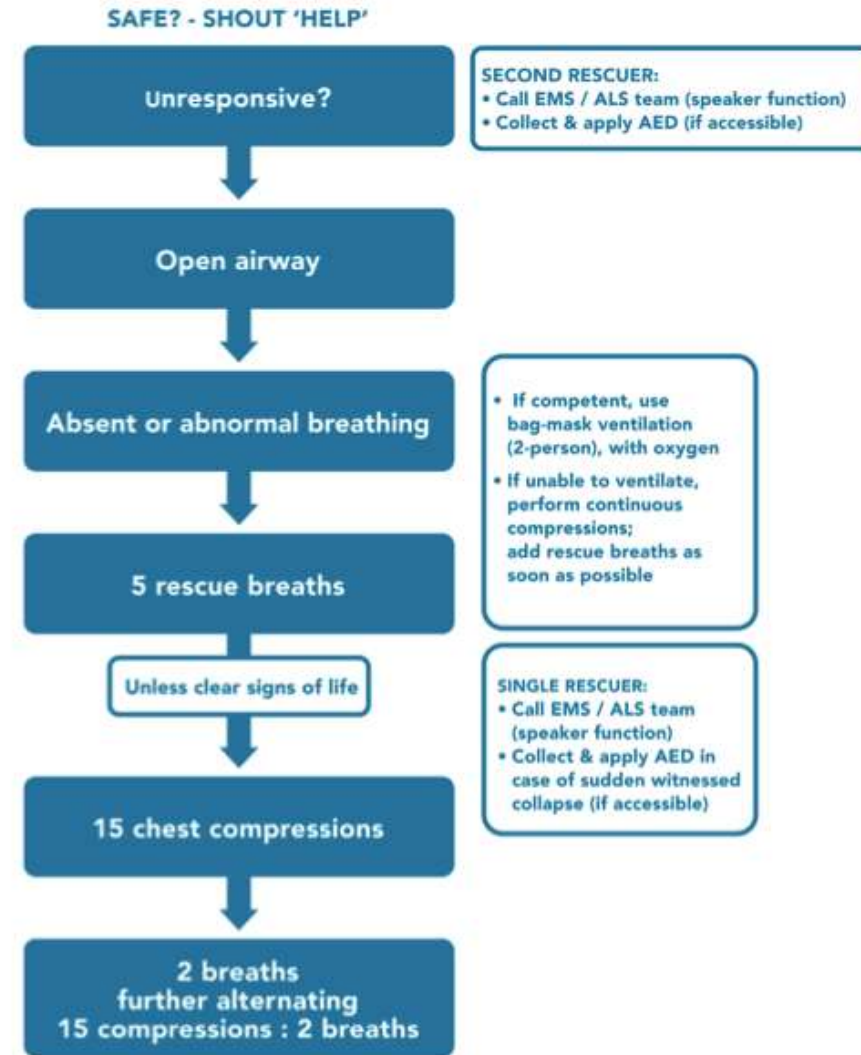 SAFE? - SHOUT ‘HELP’
Unresponsive?
SECOND RESCUER:
• Call EMS / ALS team (speaker function)
• Collect & apply AED (if accessible)
Open airway
Absent or abnormal breathing
• If competent, use
bag-mask ventilation
(2-person), with oxygen
• If unable to ventilate,
perform continuous
compressions;
add rescue breaths as
soon as possible
5 rescue breaths
Unless clear signs of life
SINGLE RESCUER:
• Call EMS / ALS team
(speaker function)
• Collect & apply AED in
case of sudden witnessed
collapse (if accessible)
15 chest compressions
2 breaths
further alternating
15 compressions : 2 breaths